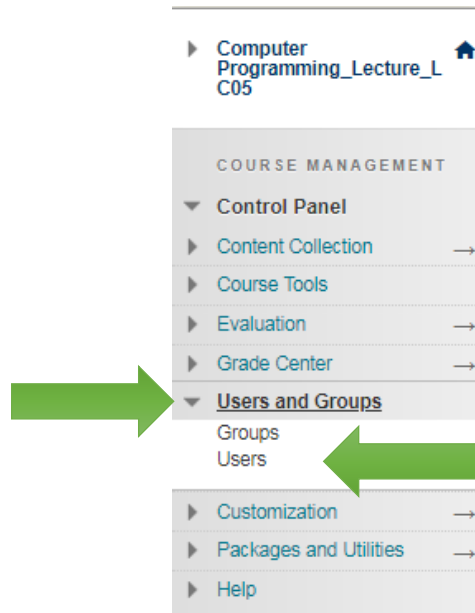 Computer
Programming_Lecture_L
C05
COURSE MANAGEMENT
Control Panel
Content Collection
Course Tools
Evaluation
Grade Center
Users and Groups
Groups
Users
Customization
Packages and Utilities
Help